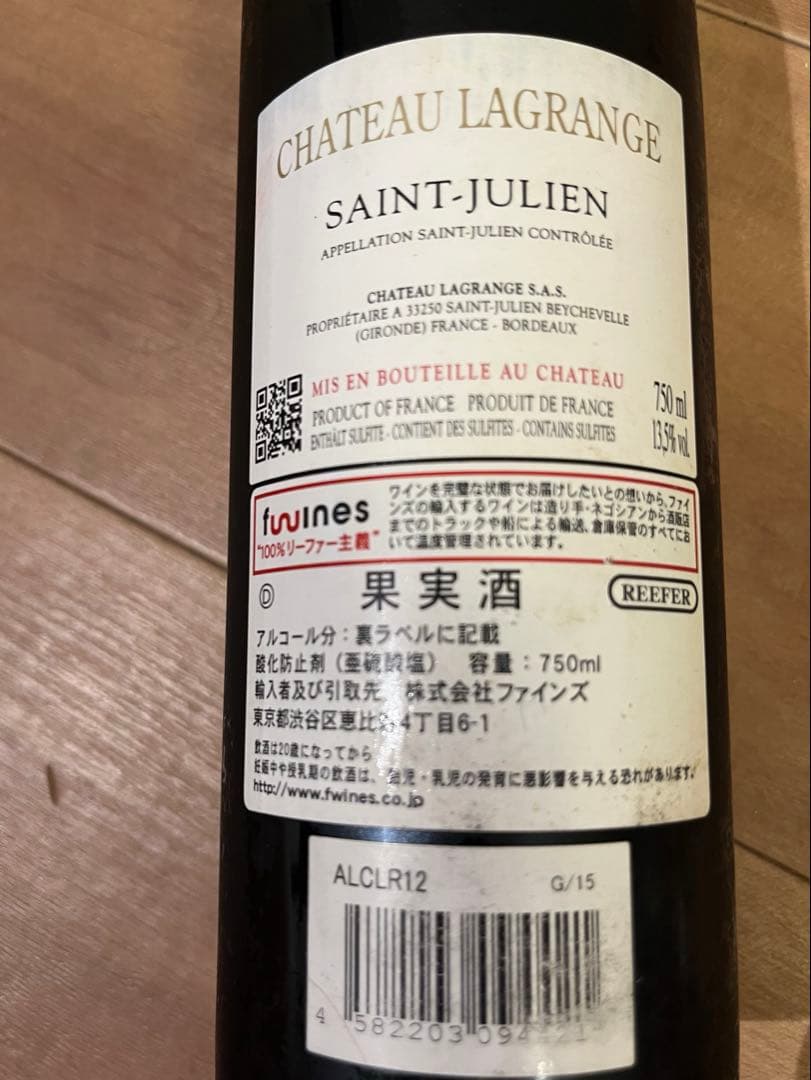 CHATEAU LAGRANGE
SAINT-JULIEN
APPELLATION SAINT-JULIEN CONTRÔLÉE
CHATEAU LAGRANGE S.A.S.
PROPRIÉTAIRE A 33250 SAINT-JULIEN BEYCHEVELLE
(GIRONDE) FRANCE - BORDEAUX
MIS EN BOUTEILLE AU CHATEAU
PRODUCT OF FRANCE PRODUIT DE FRANCE
ENTHÄLT SULFITE - CONTIENT DES SULFITES - CONTAINS SULFITES
750 ml
13,5% vol.
fwines
"100%リーファー主義"
ワインを完璧な状態でお届けしたいとの想いから、ファイ
ンズの輸入するワインは造り手・ネゴシアンから酒販店
までのトラックや船による輸送、倉庫保管のすべてにお
いて温度管理されています。
Ⓓ 果実酒 REEFER
アルコール分：裏ラベルに記載
酸化防止剤（亜硫酸塩） 容量：750ml
輸入者及び引取先 株式会社ファインズ
東京都渋谷区恵比 4丁目6-1
飲酒は20歳になってから
妊娠中や授乳期の飲酒は、胎児・乳児の発育に悪影響を与える恐れがあります。
http://www.fwines.co.jp
ALCLR12 G/15
4 582203